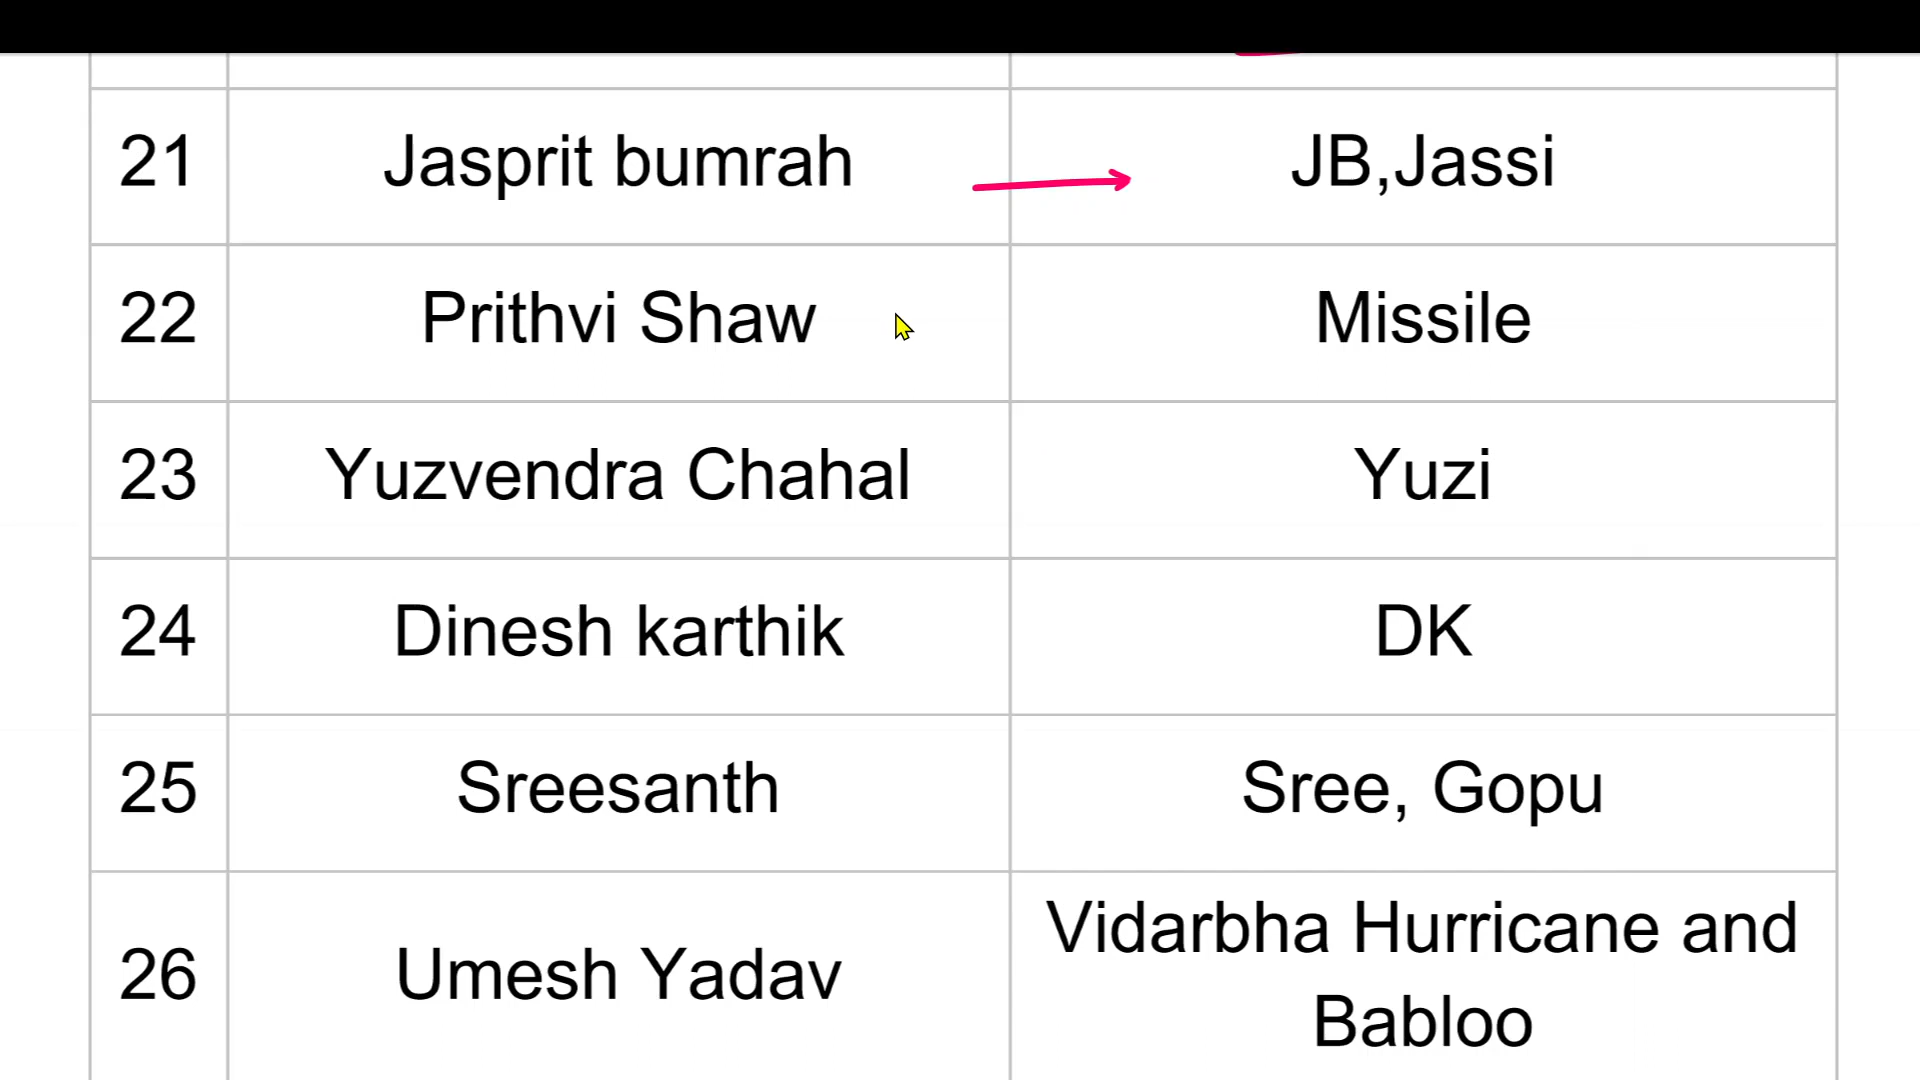 21 Jasprit bumrah JB,Jassi
22 Prithvi Shaw Missile
23 Yuzvendra Chahal Yuzi
24 Dinesh karthik DK
25 Sreesanth Sree, Gopu
26 Umesh Yadav Vidarbha Hurricane and
Babloo